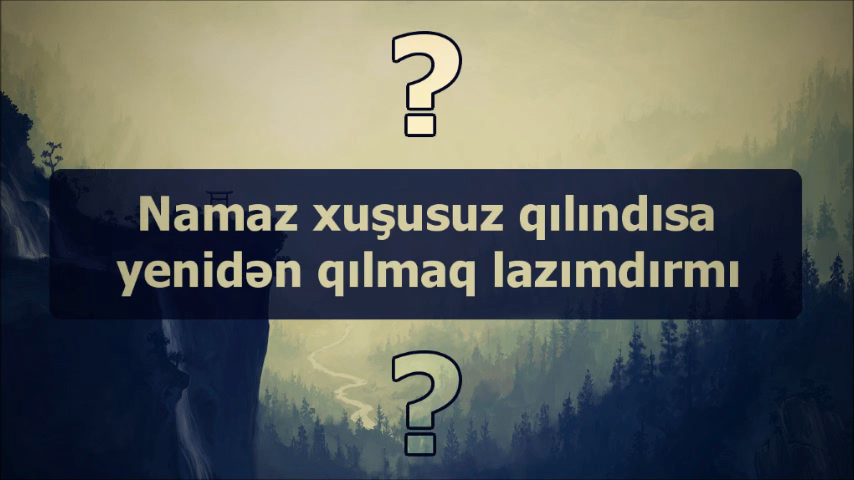 ?
Namaz xuşusuz qılındısa
yenidən qılmaq lazımdırmı
?